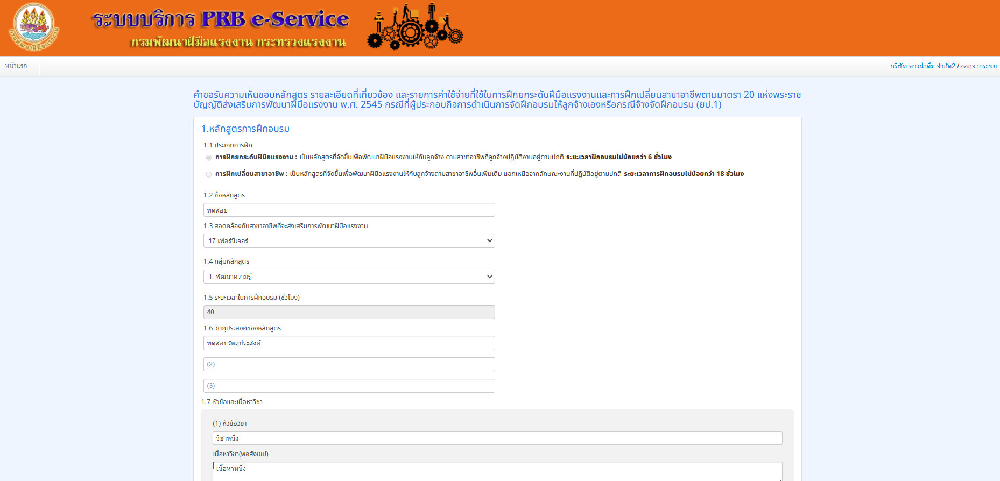 กรมพัฒนาฝีมือแรงงาน
ระบบบริการ PRB e-Service
กรมพัฒนาฝีมือแรงงาน กระทรวงแรงงาน
หน้าแรก
บริษัท ดาวน้ำดื่ม จำกัด2 / ออกจากระบบ
คำขอรับความเห็นชอบหลักสูตร รายละเอียดที่เกี่ยวข้อง และรายการค่าใช้จ่ายที่ใช้ในการฝึกยกระดับฝีมือแรงงานและการฝึกเปลี่ยนสาขาอาชีพตามมาตรา 20 แห่งพระราช
บัญญัติส่งเสริมการพัฒนาฝีมือแรงงาน พ.ศ. 2545 กรณีที่ผู้ประกอบกิจการดำเนินการจัดฝึกอบรมให้ลูกจ้างเองหรือกรณีจ้างจัดฝึกอบรม (ยป.1)
1.หลักสูตรการฝึกอบรม
1.1 ประเภทการฝึก
การฝึกยกระดับฝีมือแรงงาน : เป็นหลักสูตรที่จัดขึ้นเพื่อพัฒนาฝีมือแรงงานให้กับลูกจ้าง ตามสาขาอาชีพที่ลูกจ้างปฏิบัติงานอยู่ตามปกติ ระยะเวลาฝึกอบรมไม่น้อยกว่า 6 ชั่วโมง
การฝึกเปลี่ยนสาขาอาชีพ : เป็นหลักสูตรที่จัดขึ้นเพื่อพัฒนาฝีมือแรงงานให้กับลูกจ้างตามสาขาอาชีพอื่นเพิ่มเติม นอกเหนือจากลักษณะงานที่ปฏิบัติอยู่ตามปกติ ระยะเวลาการฝึกอบรมไม่น้อยกว่า 18 ชั่วโมง
1.2 ชื่อหลักสูตร
ทดสอบ
1.3 สอดคล้องกับสาขาอาชีพที่จะส่งเสริมการพัฒนาฝีมือแรงงาน
17 เฟอร์นิเจอร์
1.4 กลุ่มหลักสูตร
1. พัฒนาความรู้
1.5 ระยะเวลาในการฝึกอบรม (ชั่วโมง)
40
1.6 วัตถุประสงค์ของหลักสูตร
ทดสอบวัตถุประสงค์
(2)
(3)
1.7 หัวข้อและเนื้อหาวิชา
(1) หัวข้อวิชา
วิชาหนึ่ง
เนื้อหาวิชา(พอสังเขป)
เนื้อหาหนึ่ง